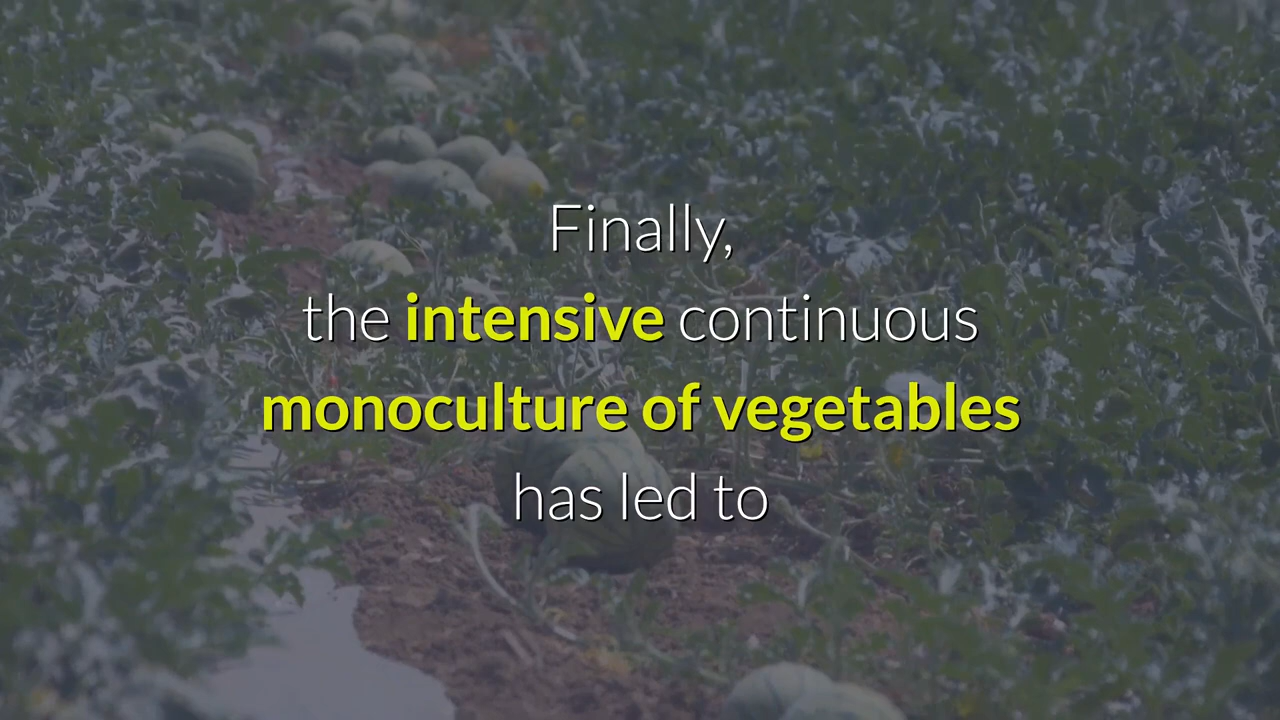 Finally,
the intensive continuous
monoculture of vegetables
has led to